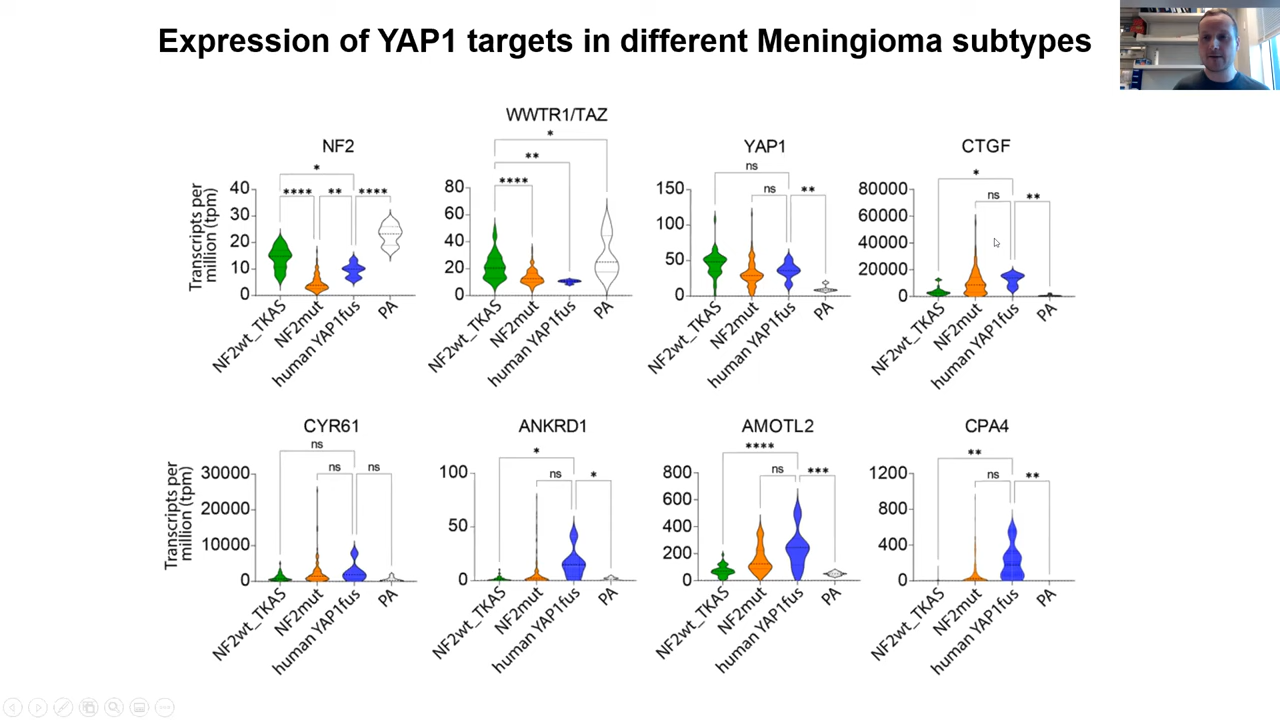 Expression of YAP1 targets in different Meningioma subtypes
NF2
Transcripts per
million (tpm)
40
30
20
10
0
*
**** ** ****
NF2wt_TKAS
NF2mut
human YAP1fus
PA
WWTR1/TAZ
80
60
40
20
0
*
**
****
NF2wt_TKAS
NF2mut
human YAP1fus
PA
YAP1
150
100
50
0
ns
ns **
NF2wt_TKAS
NF2mut
human YAP1fus
PA
CTGF
80000
60000
40000
20000
0
*
ns **
NF2wt_TKAS
NF2mut
human YAP1fus
PA
CYR61
Transcripts per
million (tpm)
30000
20000
10000
0
ns
ns ns
NF2wt_TKAS
NF2mut
human YAP1fus
PA
ANKRD1
100
50
0
*
ns *
NF2wt_TKAS
NF2mut
human YAP1fus
PA
AMOTL2
800
600
400
200
0
****
ns ***
NF2wt_TKAS
NF2mut
human YAP1fus
PA
CPA4
1200
800
400
0
**
ns **
NF2wt_TKAS
NF2mut
human YAP1fus
PA